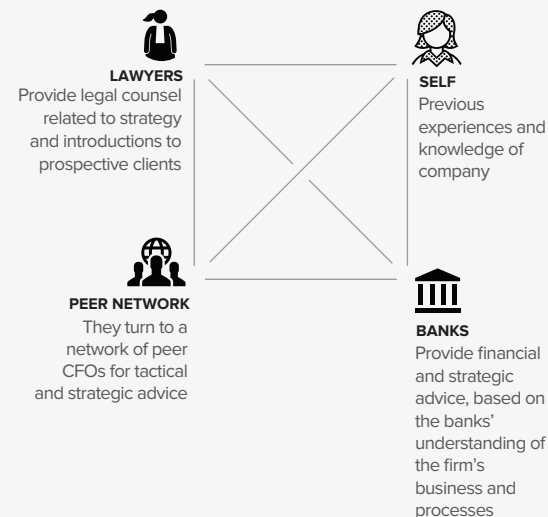 LAWYERS
Provide legal counsel
related to strategy
and introductions to
prospective clients
SELF
Previous
experiences and
knowledge of
company
PEER NETWORK
They turn to a
network of peer
CFOs for tactical
and strategic advice
BANKS
Provide financial
and strategic
advice, based on
the banks’
understanding of
the firm’s
business and
processes